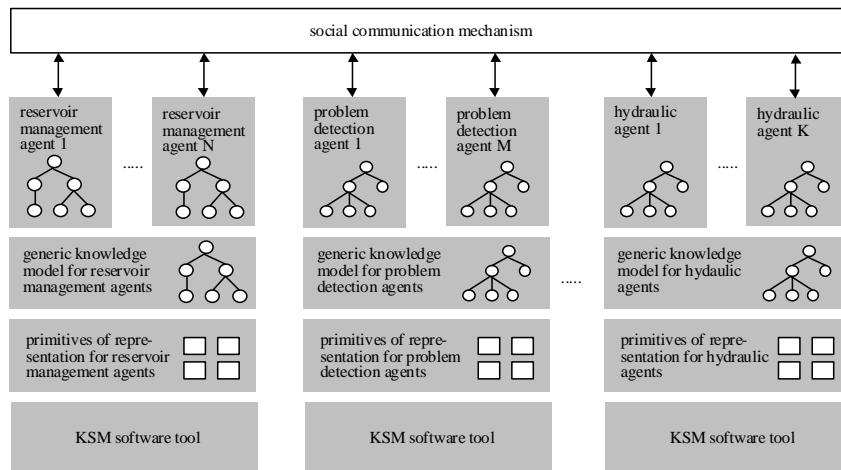 social communication mechanism
reservoir
management
agent 1
.....
reservoir
management
agent N
problem
detection
agent 1
.....
problem
detection
agent M
hydraulic
agent 1
.....
hydraulic
agent K
generic knowledge
model for reservoir
management agents
generic knowledge
model for problem
detection agents
.....
generic knowledge
model for hydaulic
agents
primitives of repre-
sentation for reservoir
management agents
primitives of repre-
sentation for problem
detection agents
primitives of repre-
sentation for hydraulic
agents
KSM software tool
KSM software tool
KSM software tool